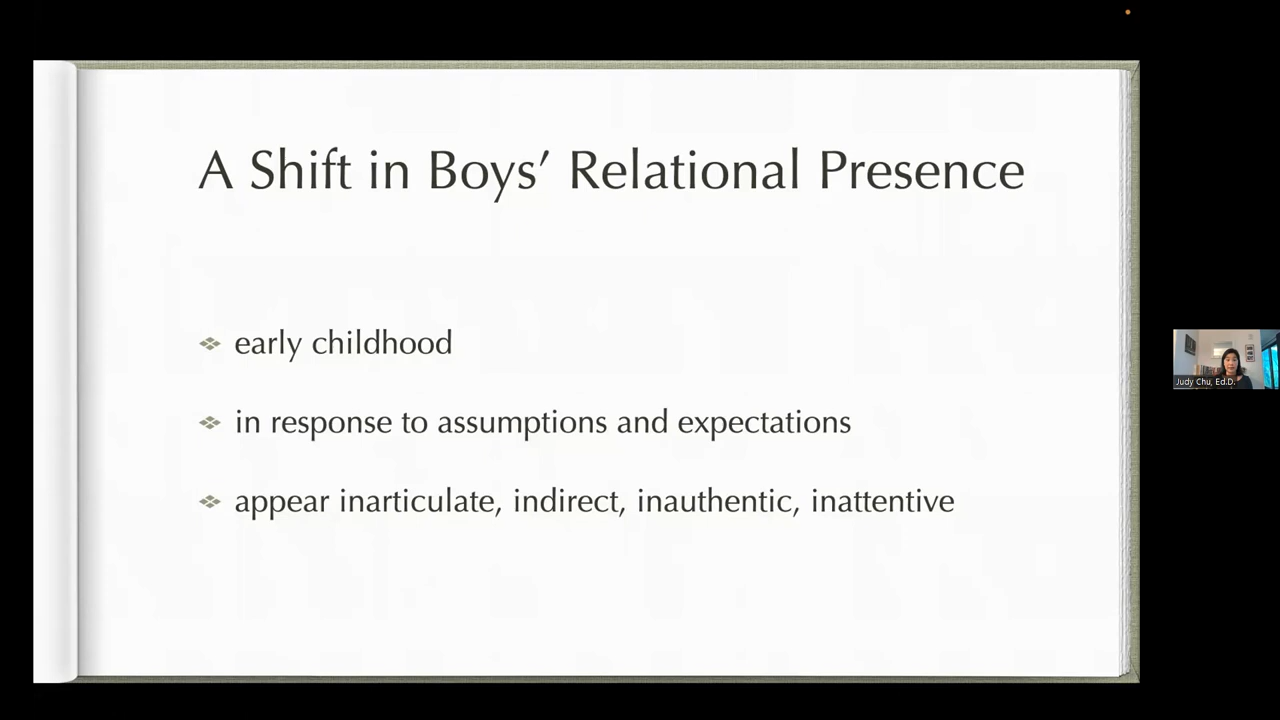 A Shift in Boys’ Relational Presence
early childhood
in response to assumptions and expectations
appear inarticulate, indirect, inauthentic, inattentive
Judy Chu, Ed.D.